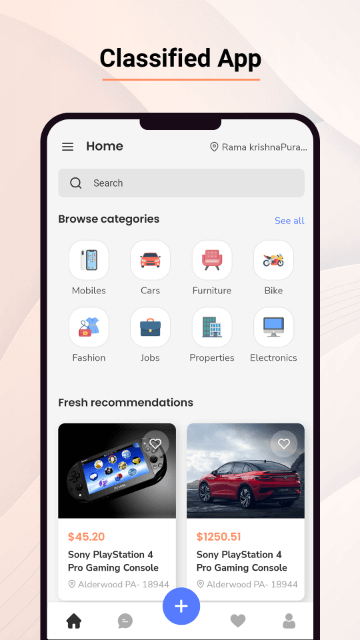 Classified App
Home
Rama krishnaPura...
Search
Browse categories
See all
Mobiles
Cars
Furniture
Bike
Fashion
Jobs
Properties
Electronics
Fresh recommendations
$45.20
$1250.51
Sony PlayStation 4
Pro Gaming Console
Sony PlayStation 4
Pro Gaming Console
Alderwood PA- 18944
Alderwood PA- 18944